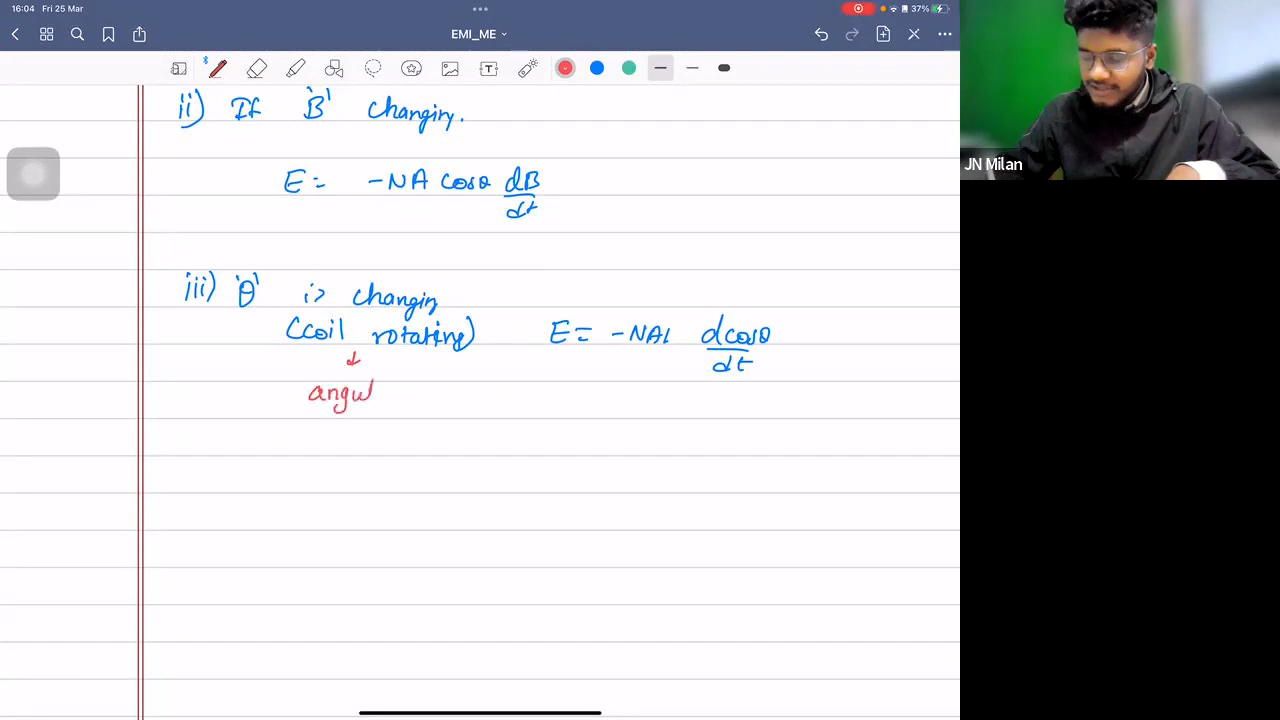 16:04 Fri 25 Mar
37%
EMI_ME
JN Milan
ii) If 'B' changing.
E = -NA cosθ dB/dt
iii) 'θ' is changing
(coil rotating) E = -NAB dcosθ/dt
angul